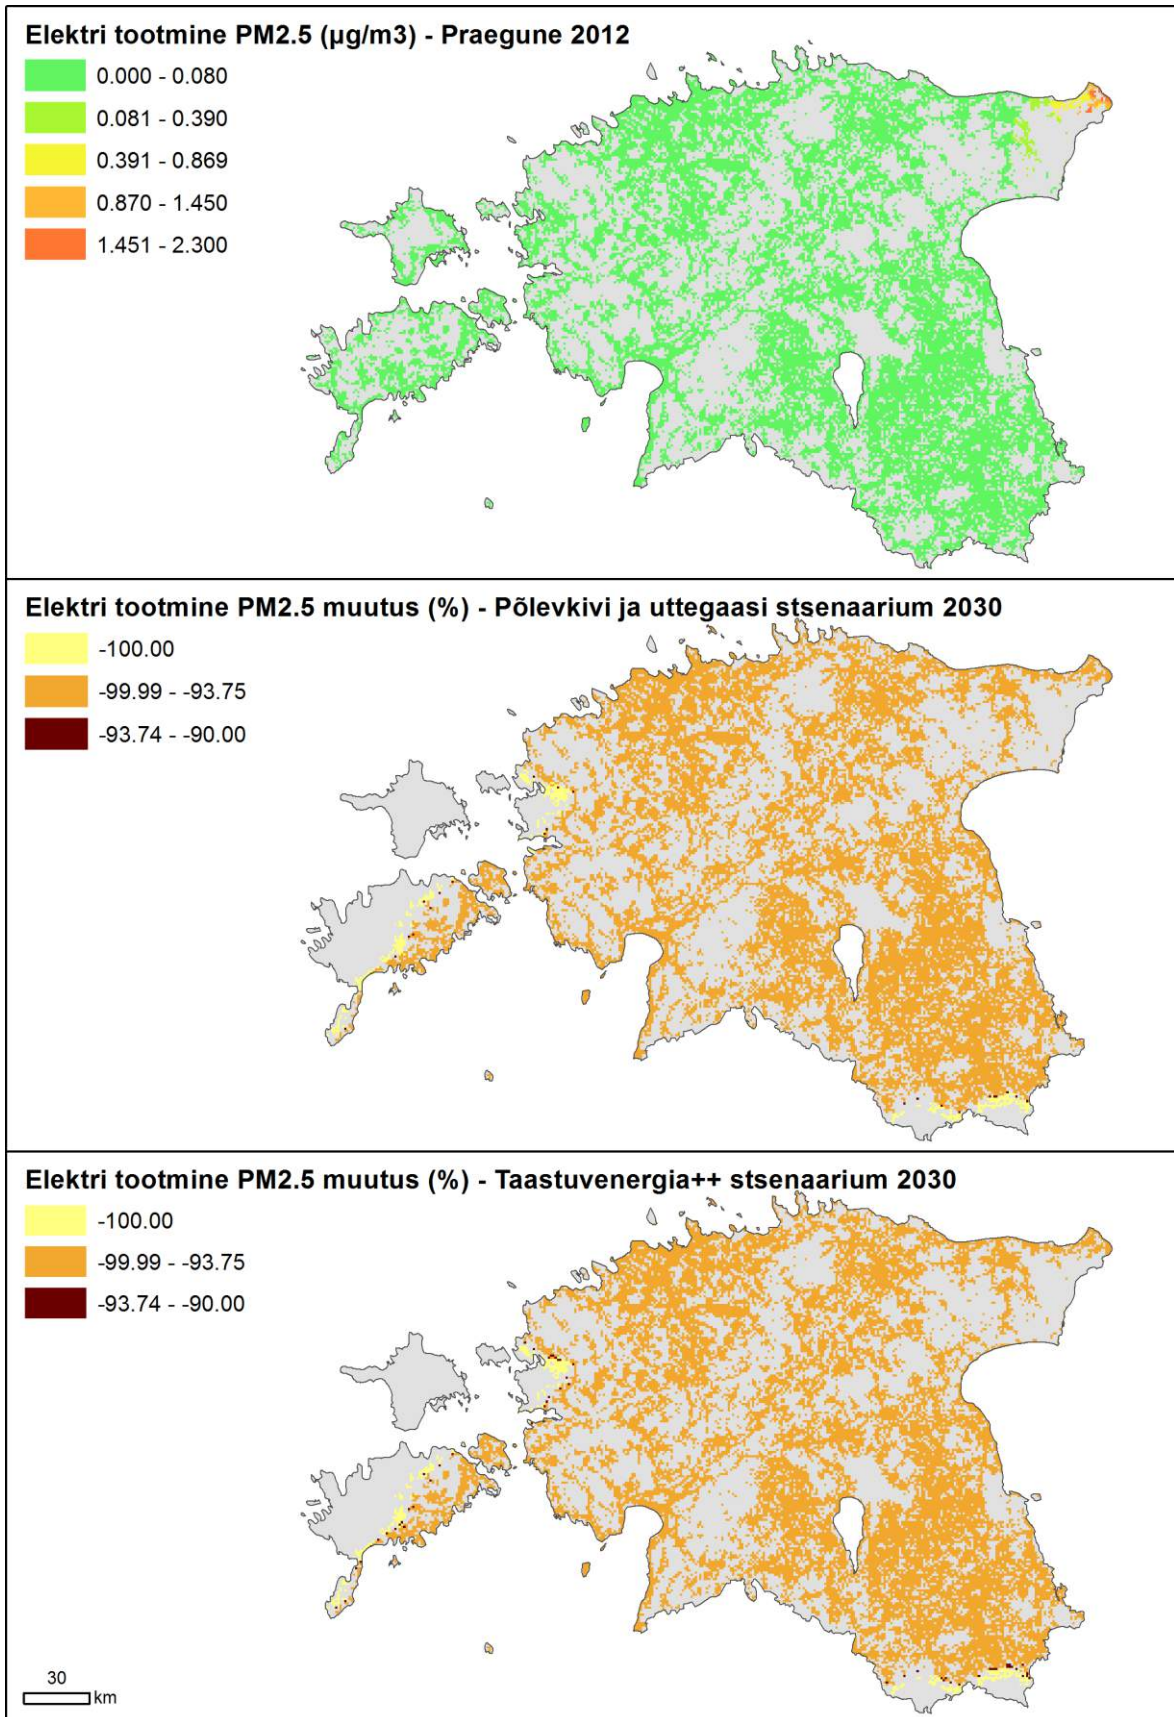 Elektri tootmine PM2.5 (µg/m3) - Praegune 2012
0.000 - 0.080
0.081 - 0.390
0.391 - 0.869
0.870 - 1.450
1.451 - 2.300
Elektri tootmine PM2.5 muutus (%) - Põlevkivi ja uttegaasi stsenaarium 2030
-100.00
-99.99 - -93.75
-93.74 - -90.00
Elektri tootmine PM2.5 muutus (%) - Taastuvenergia++ stsenaarium 2030
-100.00
-99.99 - -93.75
-93.74 - -90.00
30
km